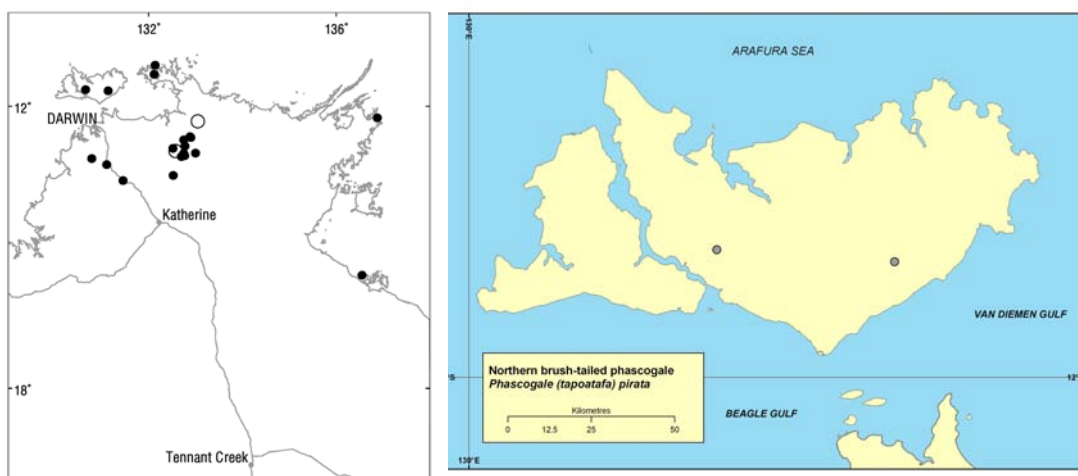 132°
136°
12°
DARWIN
Katherine
18°
Tennant Creek
130°E
ARAFURA SEA
VAN DIEMEN GULF
12°
°S
Northern brush-tailed phascogale
Phascogale (tapoatafa) pirata
Kilometres
0 12.5 25 50
BEAGLE GULF
130°E